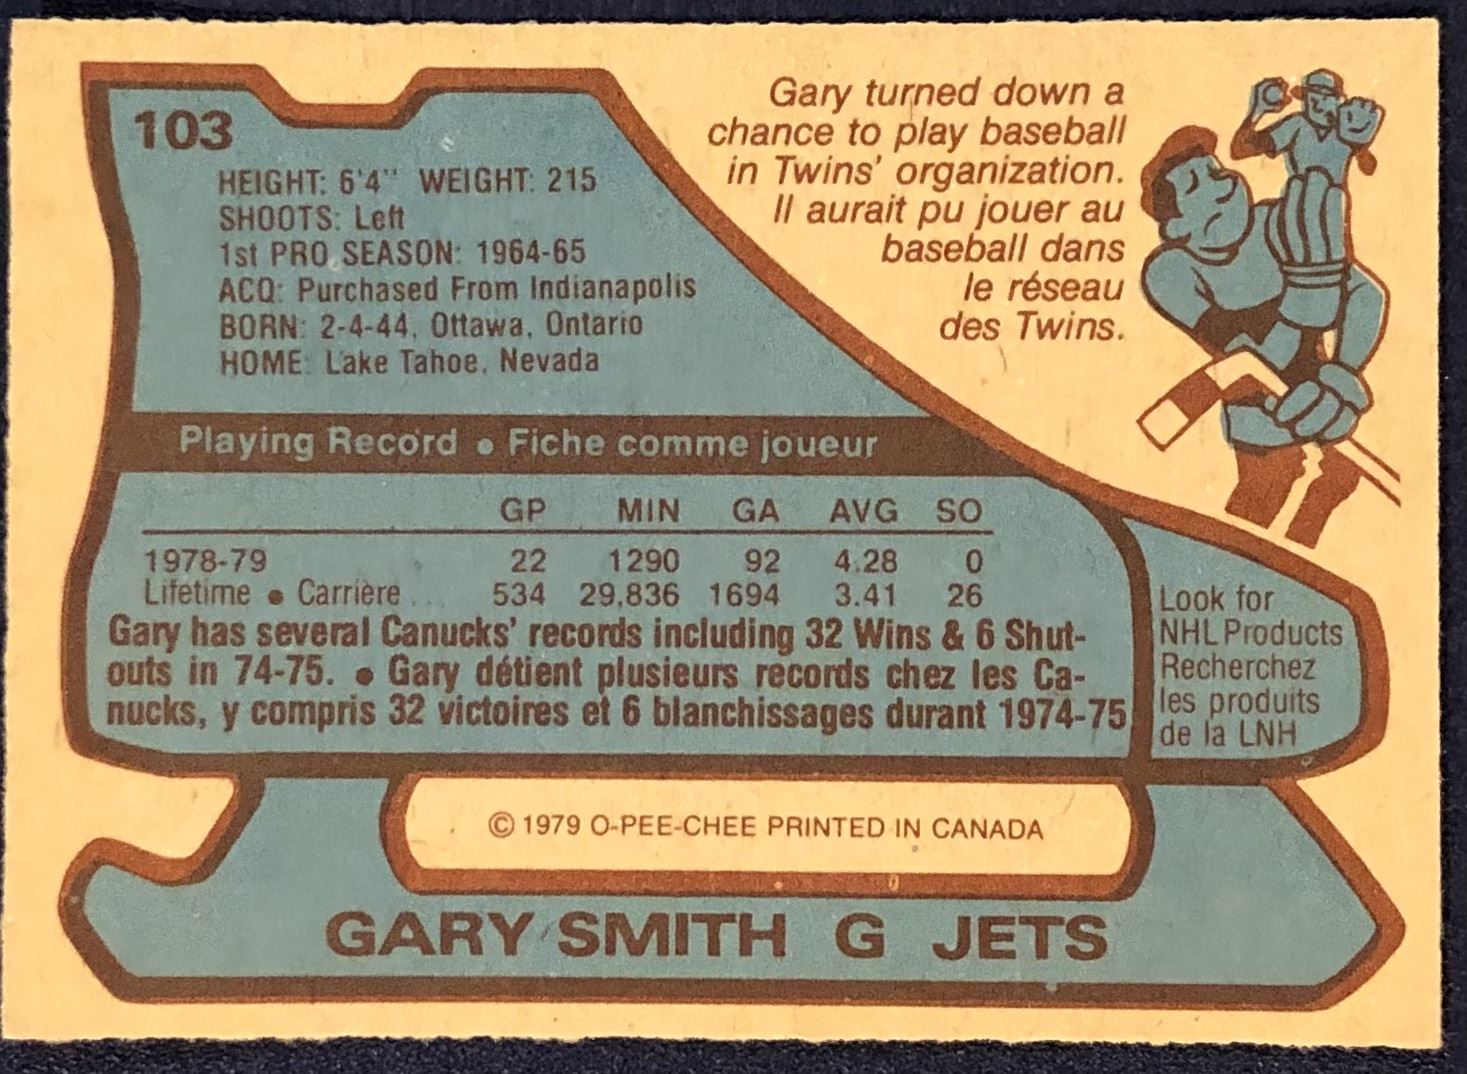 103
HEIGHT: 6'4" WEIGHT: 215
SHOOTS: Left
1st PRO SEASON: 1964-65
ACQ: Purchased From Indianapolis
BORN: 2-4-44, Ottawa, Ontario
HOME: Lake Tahoe, Nevada
Gary turned down a
chance to play baseball
in Twins' organization.
Il aurait pu jouer au
baseball dans
le réseau
des Twins.
Playing Record • Fiche comme joueur
GP MIN GA AVG SO
1978-79 22 1290 92 4.28 0
Lifetime • Carrière... 534 29,836 1694 3.41 26
Gary has several Canucks' records including 32 Wins & 6 Shut-
outs in 74-75. • Gary détient plusieurs records chez les Ca-
nucks, y compris 32 victoires et 6 blanchissages durant 1974-75
Look for
NHL Products
Recherchez
les produits
de la LNH
© 1979 O-PEE-CHEE PRINTED IN CANADA
GARY SMITH G JETS